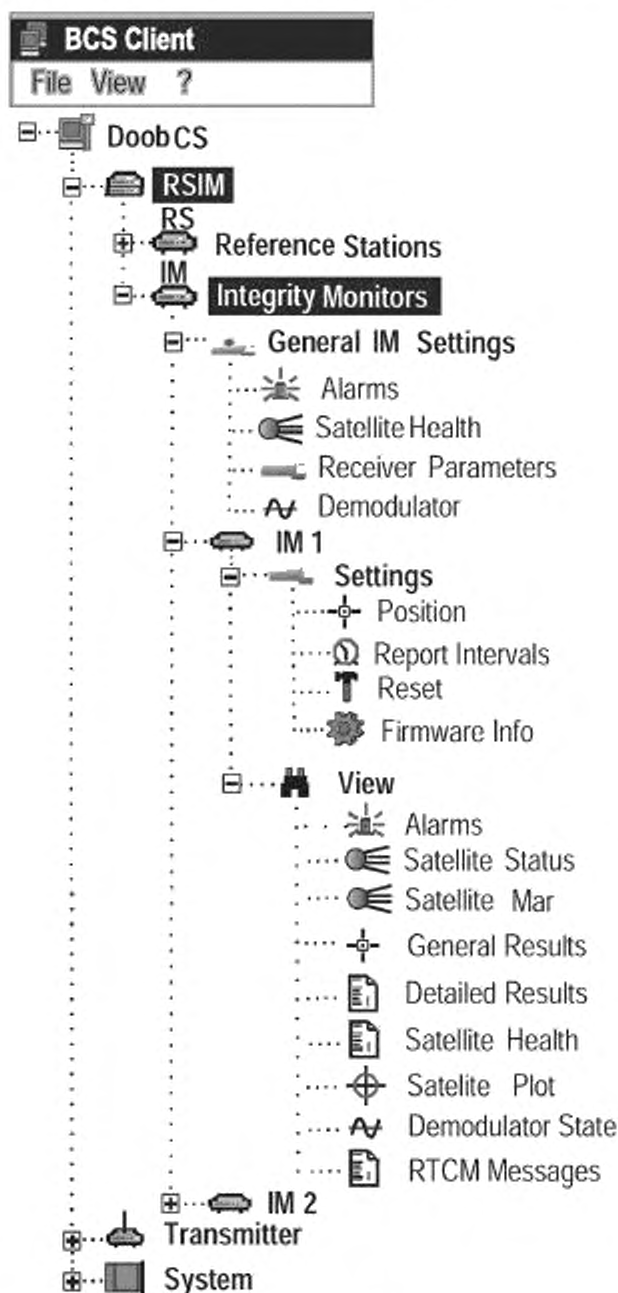 BCS Client
File View ?
DoobCS
RSIM
RS
Reference Stations
IM
Integrity Monitors
General IM Settings
Alarms
Satellite Health
Receiver Parameters
Demodulator
IM 1
Settings
Position
Report Intervals
Reset
Firmware Info
View
Alarms
Satellite Status
Satellite Mar
General Results
Detailed Results
Satellite Health
Satelite Plot
Demodulator State
RTCM Messages
IM 2
Transmitter
System